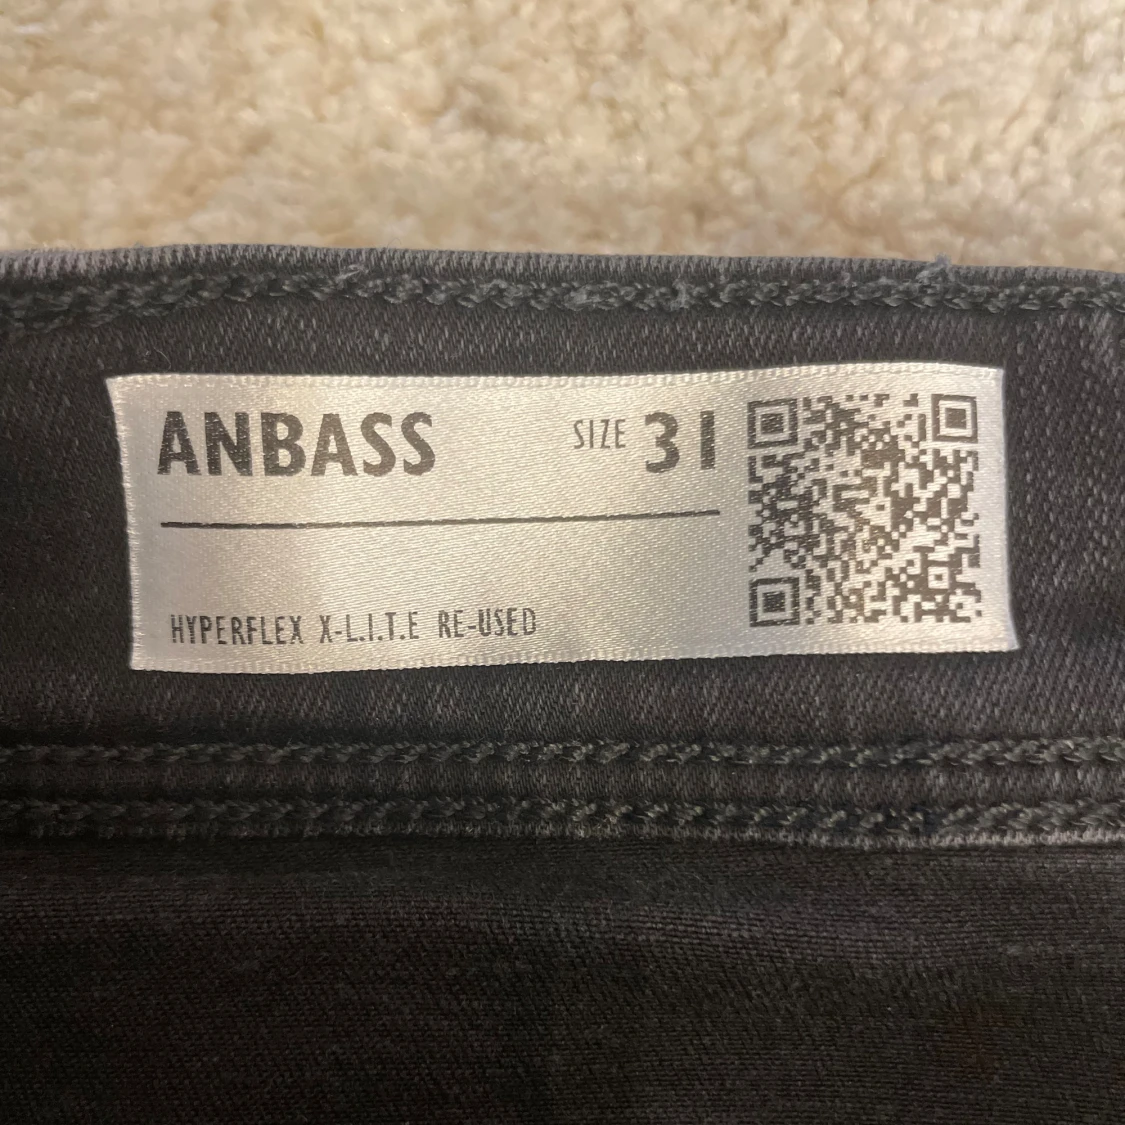 ANBASS SIZE 31
HYPERFLEX X-L.I.T.E RE-USED